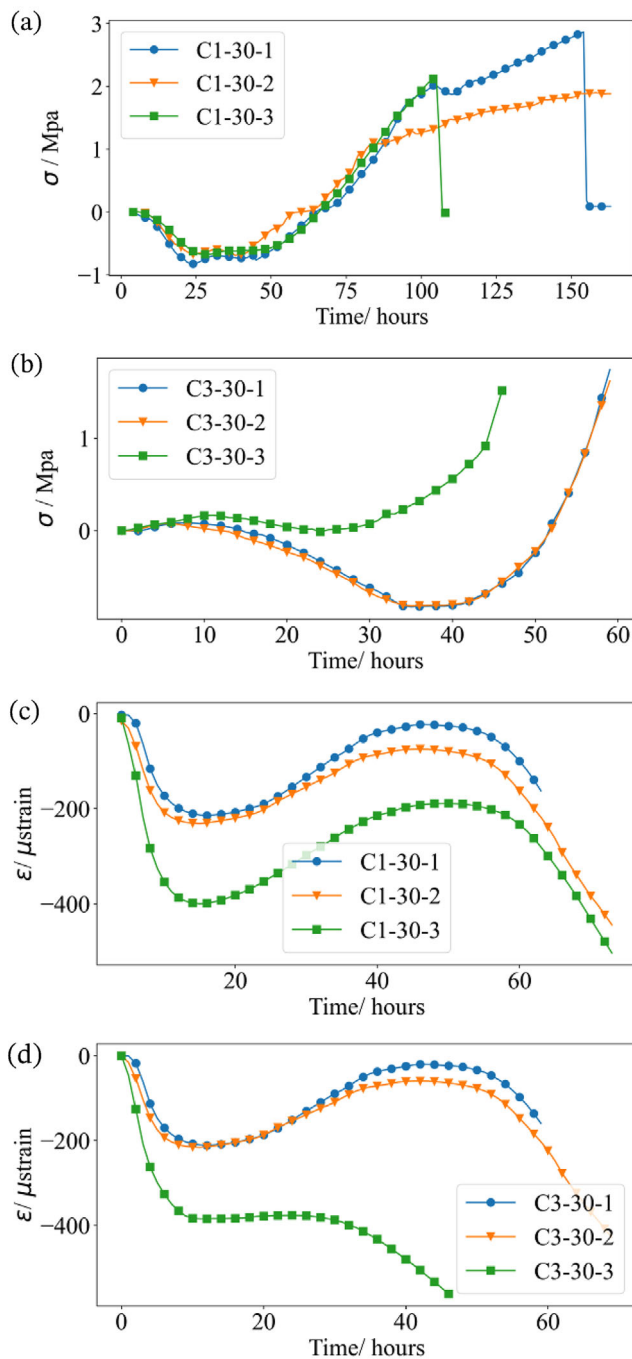 (a)
3
2
1
0
−1
σ / Mpa
C1-30-1
C1-30-2
C1-30-3
0 25 50 75 100 125 150
Time/ hours
(b)
1
0
σ / Mpa
C3-30-1
C3-30-2
C3-30-3
0 10 20 30 40 50 60
Time/ hours
(c)
0
−200
−400
ε/ μstrain
C1-30-1
C1-30-2
C1-30-3
20 40 60
Time/ hours
(d)
0
−200
−400
ε/ μstrain
C3-30-1
C3-30-2
C3-30-3
0 20 40 60
Time/ hours